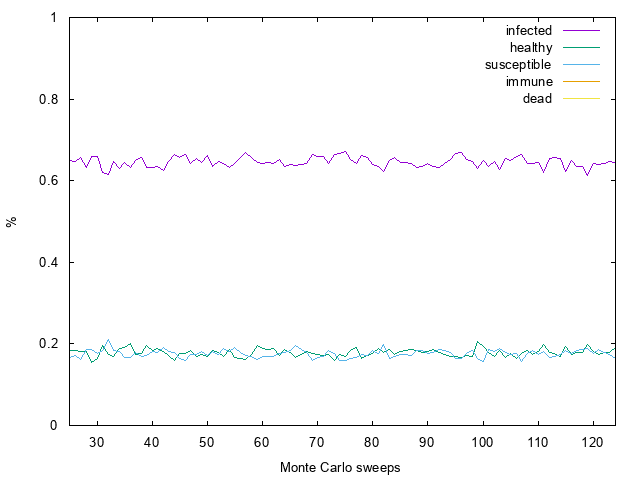 1
0.8
0.6
0.4
0.2
0
%
infected
healthy
susceptible
immune
dead
30 40 50 60 70 80 90 100 110 120
Monte Carlo sweeps